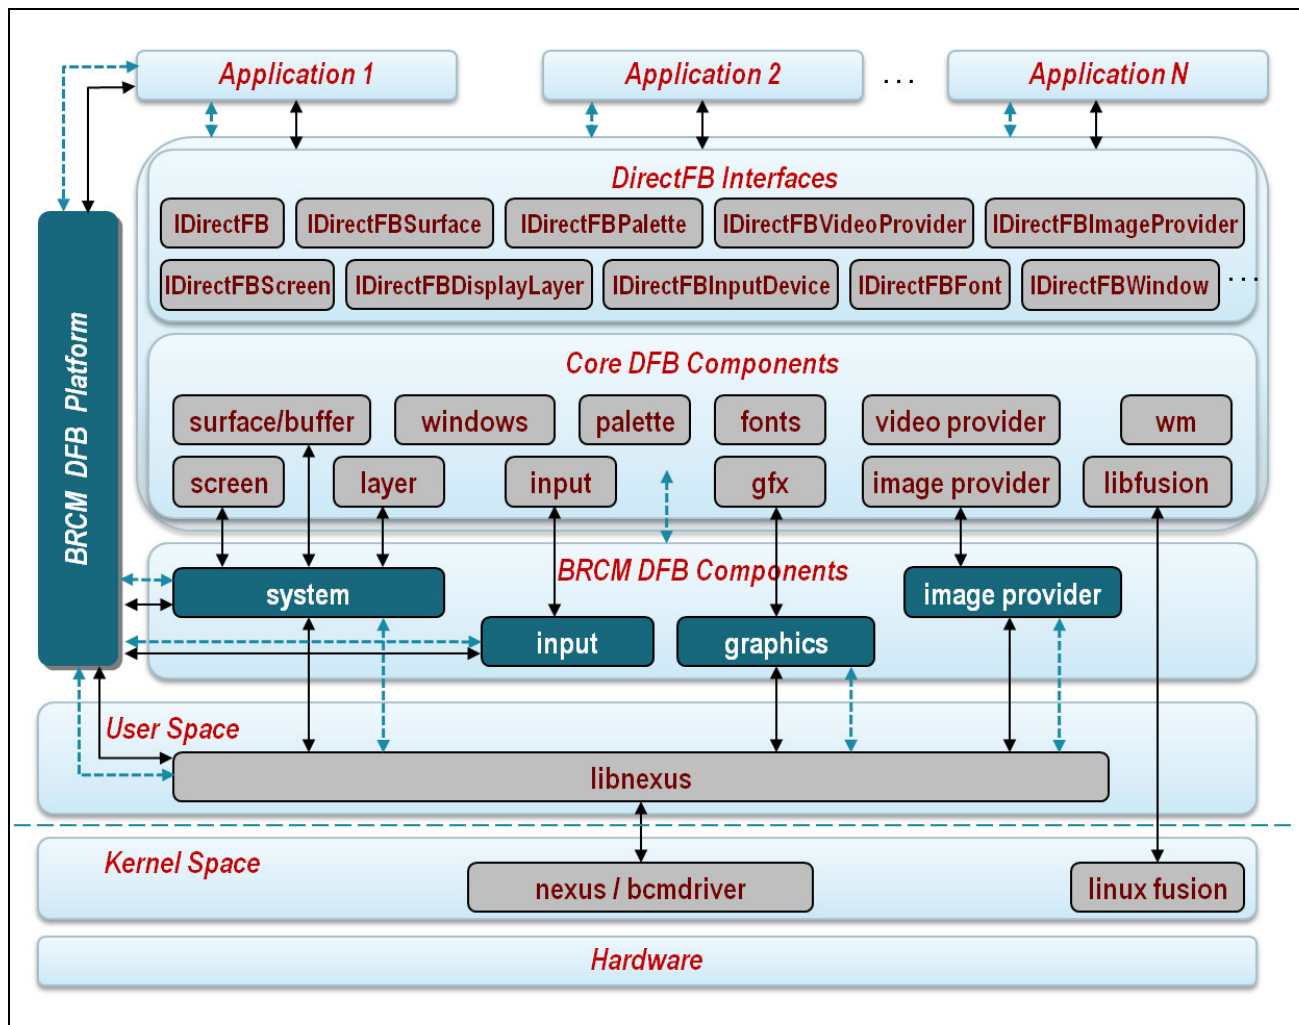 Application 1
Application 2
...
Application N
DirectFB Interfaces
IDirectFB
IDirectFBSurface
IDirectFBPalette
IDirectFBVideoProvider
IDirectFBImageProvider
IDirectFBScreen
IDirectFBDisplayLayer
IDirectFBInputDevice
IDirectFBFont
IDirectFBWindow
...
BRCM DFB Platform
Core DFB Components
surface/buffer
windows
palette
fonts
video provider
wm
screen
layer
input
gfx
image provider
libfusion
BRCM DFB Components
system
image provider
input
graphics
User Space
libnexus
Kernel Space
nexus / bcmdriver
linux fusion
Hardware